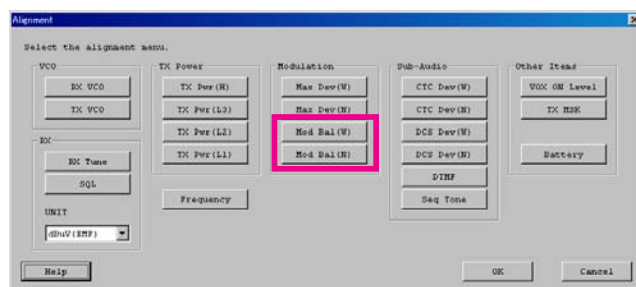 Alignment
Select the alignment menu.
VCO
RX VCO
TX VCO
RX
RX Tune
SQL
UNIT
dBuV(EMF)
TX Power
TX Pwr(H)
TX Pwr(L3)
TX Pwr(L2)
TX Pwr(L1)
Frequency
Modulation
Max Dev(W)
Max Dev(N)
Mod Bal(W)
Mod Bal(N)
Sub-Audio
CTC Dev(W)
CTC Dev(N)
DCS Dev(W)
DCS Dev(N)
DTMF
Seq Tone
Other Items
VOX ON Level
TX MSK
Battery
Help
OK
Cancel